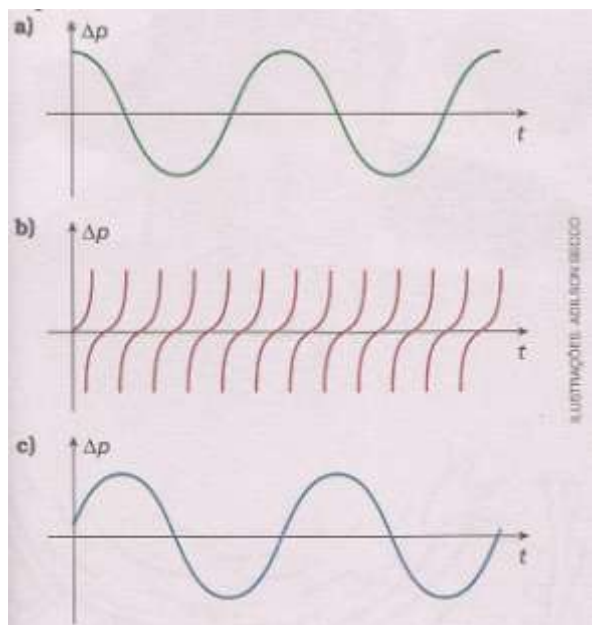 a)
Δp
t
b)
Δp
t
c)
Δp
t
ILUSTRAÇÕES: ADILSON SECCO